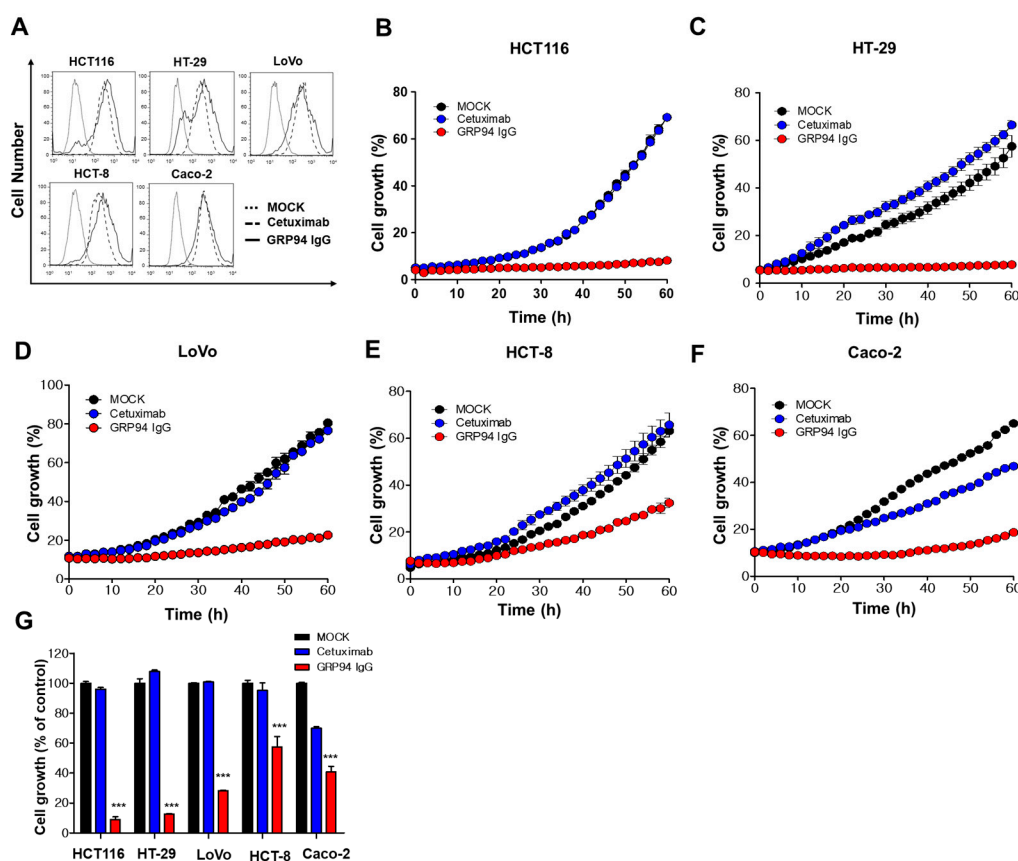 A
HCT116
HT-29
LoVo
HCT-8
Caco-2
Cell Number
MOCK
Cetuximab
GRP94 IgG
B
HCT116
MOCK
Cetuximab
GRP94 IgG
Cell growth (%)
80
60
40
20
0
0 10 20 30 40 50 60
Time (h)
C
HT-29
MOCK
Cetuximab
GRP94 IgG
Cell growth (%)
80
60
40
20
0
0 20 40 60
Time (h)
D
LoVo
MOCK
Cetuximab
GRP94 IgG
Cell growth (%)
100
80
60
40
20
0
0 10 20 30 40 50 60
Time (h)
E
HCT-8
MOCK
Cetuximab
GRP94 IgG
Cell growth (%)
80
60
40
20
0
0 10 20 30 40 50 60
Time (h)
F
Caco-2
MOCK
Cetuximab
GRP94 IgG
Cell growth (%)
80
60
40
20
0
0 10 20 30 40 50 60
Time (h)
G
MOCK
Cetuximab
GRP94 IgG
Cell growth (% of control)
120
100
80
60
40
20
0
*** *** *** *** ***
HCT116 HT-29 LoVo HCT-8 Caco-2